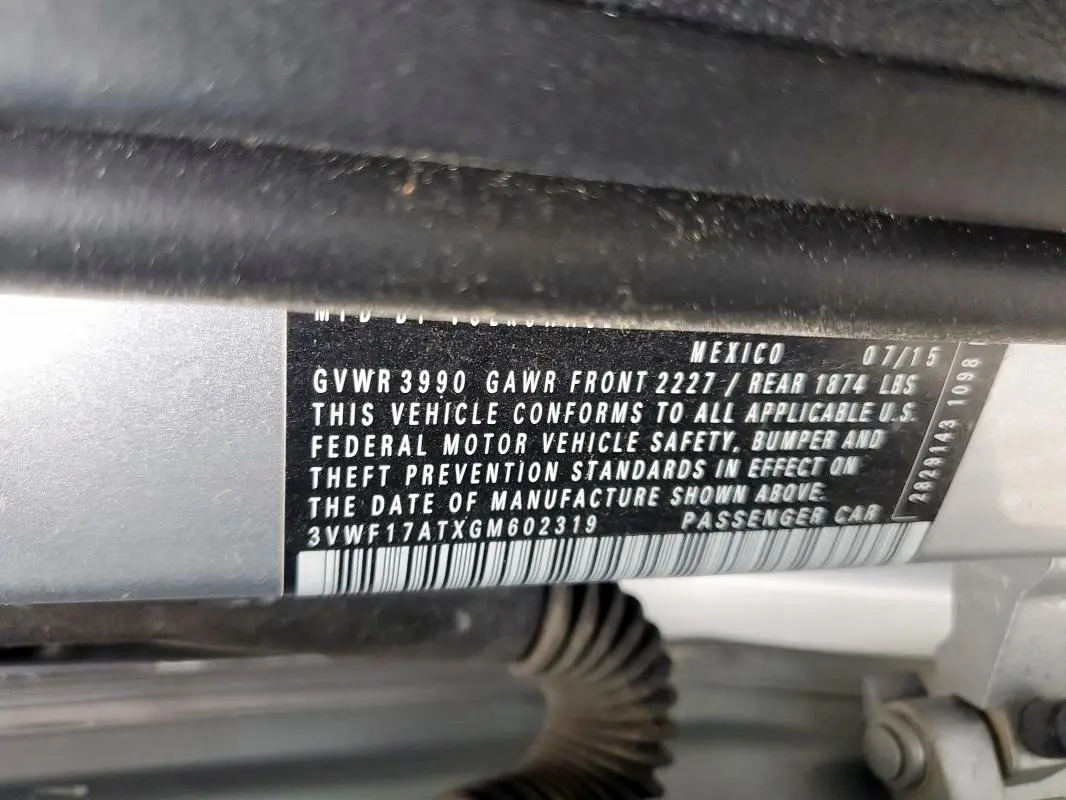 MEXICO 07/15
GVWR 3990 GAWR FRONT 2227 / REAR 1874 LBS
THIS VEHICLE CONFORMS TO ALL APPLICABLE U.S.
FEDERAL MOTOR VEHICLE SAFETY, BUMPER AND
THEFT PREVENTION STANDARDS IN EFFECT ON
THE DATE OF MANUFACTURE SHOWN ABOVE.
3VWF17ATXGM602319 PASSENGER CAR
2829143 1098